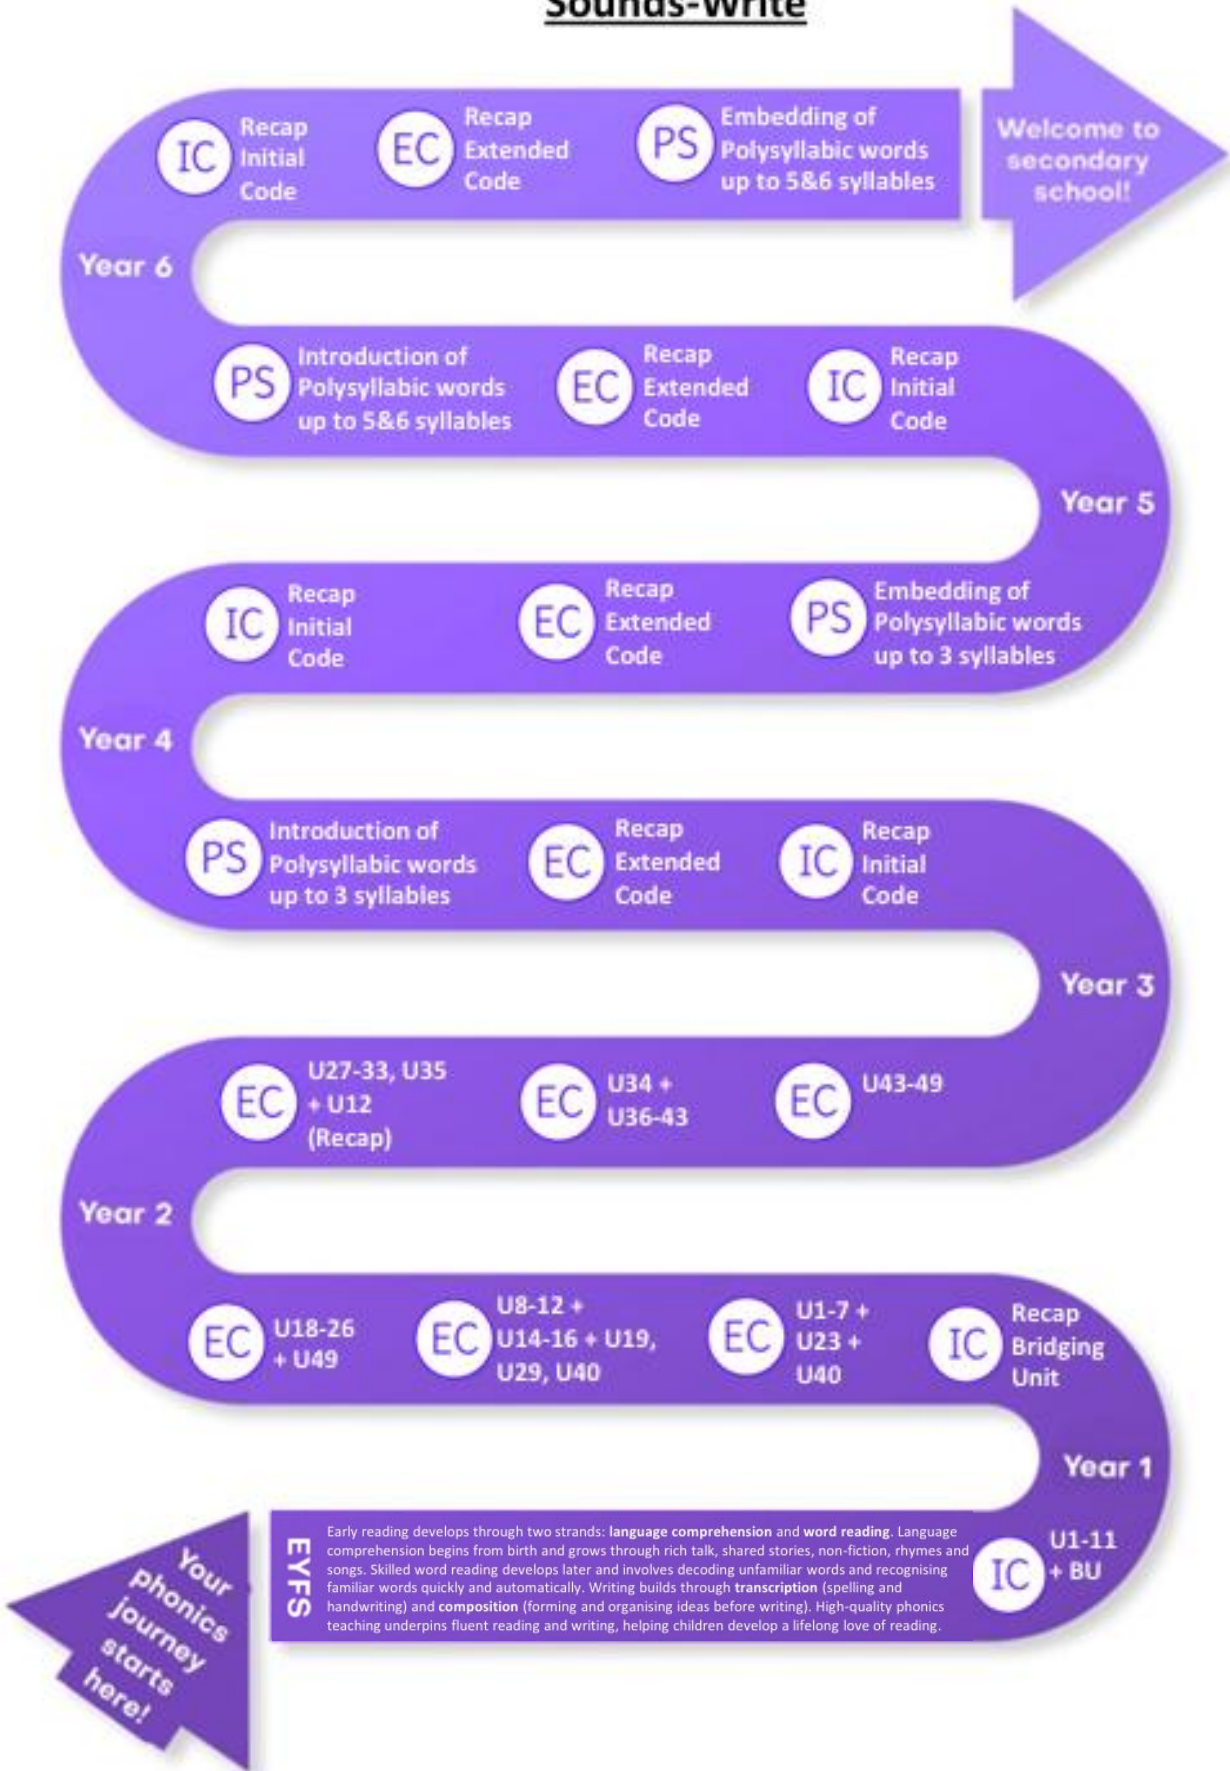 Sounds-Write
IC
Recap
Initial
Code
EC
Recap
Extended
Code
PS
Embedding of
Polysyllabic words
up to 5&6 syllables
Welcome to
secondary
school!
Year 6
PS
Introduction of
Polysyllabic words
up to 5&6 syllables
EC
Recap
Extended
Code
IC
Recap
Initial
Code
Year 5
IC
Recap
Initial
Code
EC
Recap
Extended
Code
PS
Embedding of
Polysyllabic words
up to 3 syllables
Year 4
PS
Introduction of
Polysyllabic words
up to 3 syllables
EC
Recap
Extended
Code
IC
Recap
Initial
Code
Year 3
EC
U27-33, U35
+ U12
(Recap)
EC
U34 +
U36-43
EC
U43-49
Year 2
EC
U18-26
+ U49
EC
U8-12 +
U14-16 + U19,
U29, U40
EC
U1-7 +
U23 +
U40
IC
Recap
Bridging
Unit
Year 1
Your
phonics
journey
starts
here!
EYFS
Early reading develops through two strands: language comprehension and word reading. Language
comprehension begins from birth and grows through rich talk, shared stories, non-fiction, rhymes and
songs. Skilled word reading develops later and involves decoding unfamiliar words and recognising
familiar words quickly and automatically. Writing builds through transcription (spelling and
handwriting) and composition (forming and organising ideas before writing). High-quality phonics
teaching underpins fluent reading and writing, helping children develop a lifelong love of reading.
IC
U1-11
+ BU